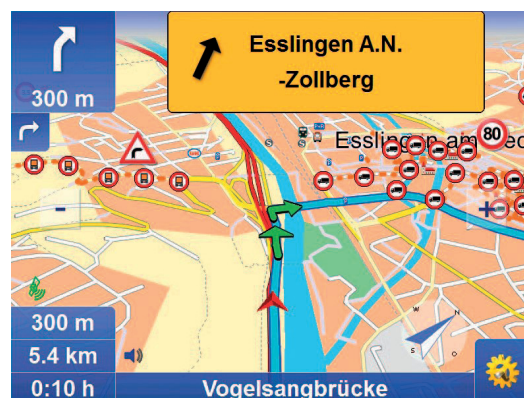 Esslingen A.N.
-Zollberg
300 m
80
-
+
N
W
S
O
300 m
5.4 km
0:10 h
Vogelsangbrücke